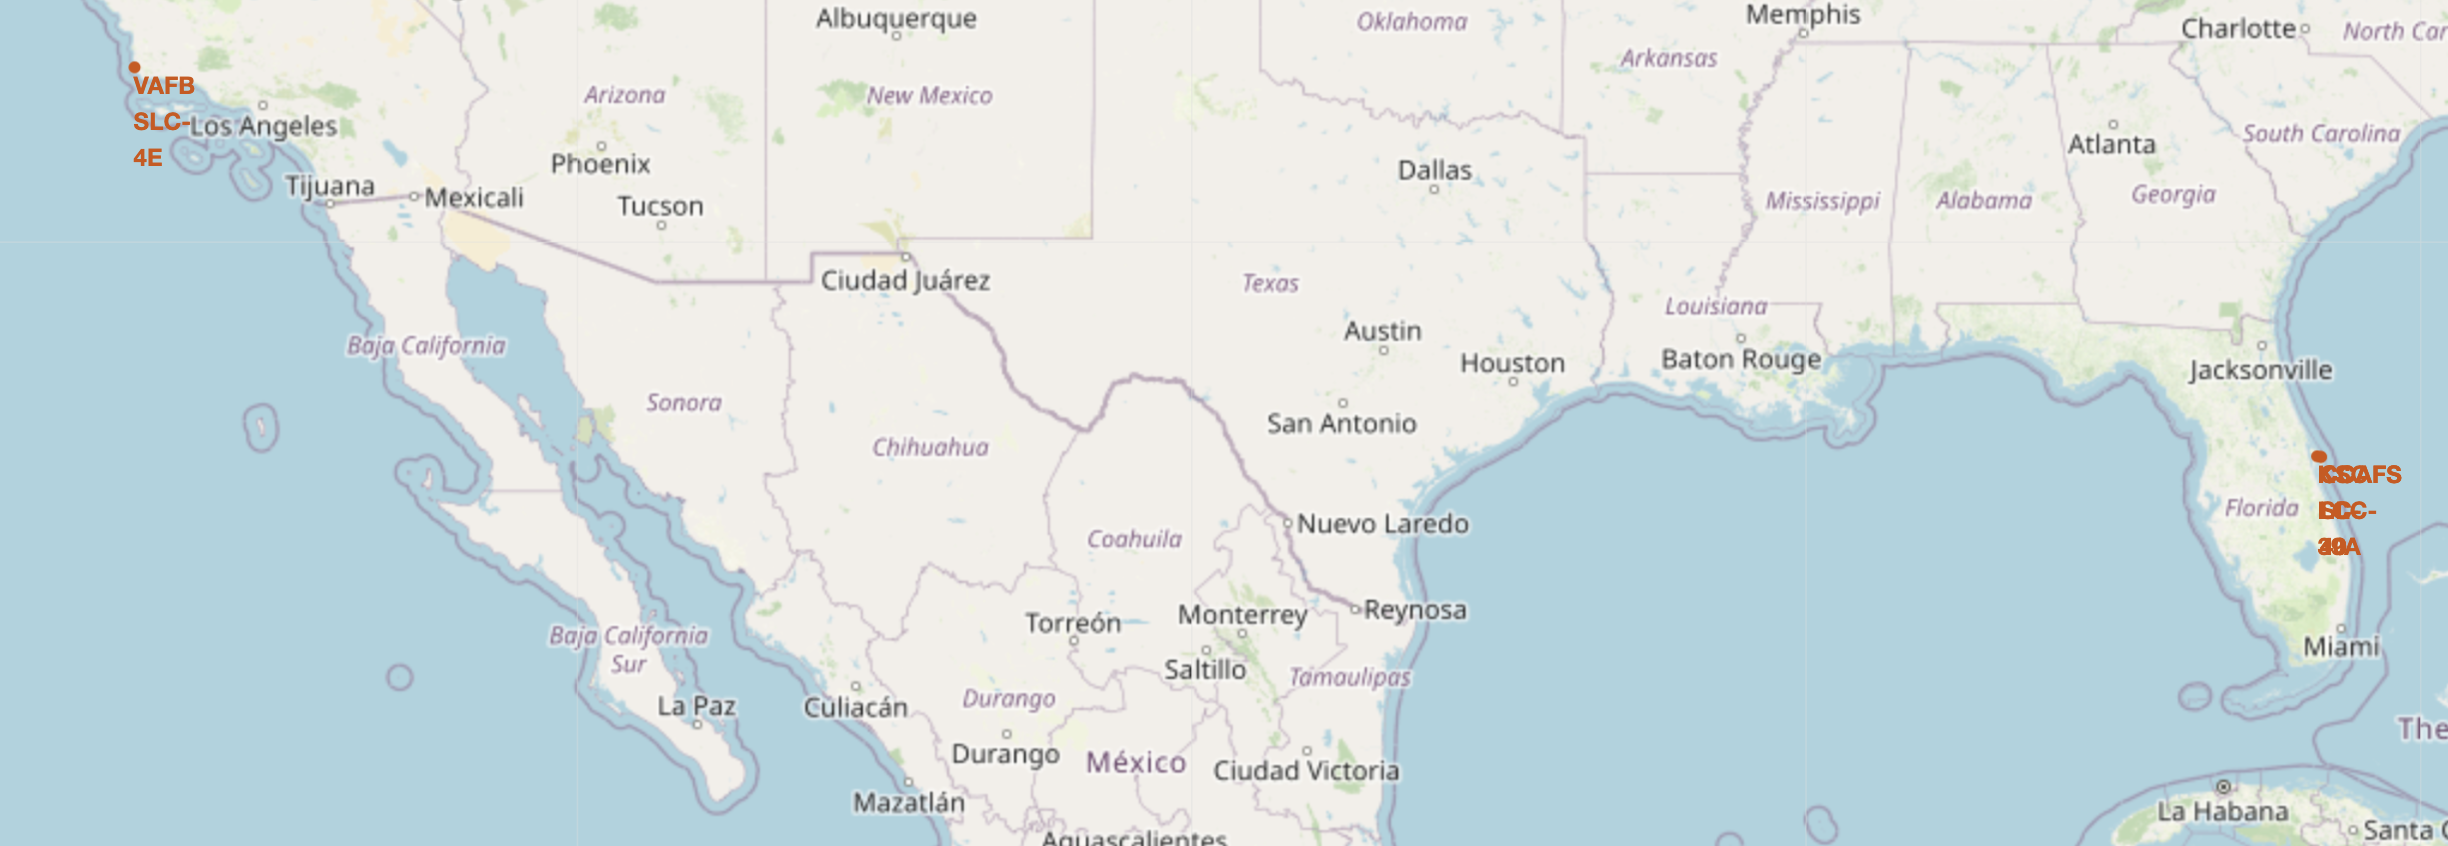 Albuquerque
Oklahoma
Memphis
Charlotte
North Car
VAFB
SLC-
4E
Los Angeles
Arizona
New Mexico
Arkansas
Phoenix
Dallas
Atlanta
South Carolina
Tijuana
Mexicali
Tucson
Mississippi
Alabama
Georgia
Ciudad Juárez
Texas
Louisiana
Baja California
Austin
Houston
Baton Rouge
Jacksonville
Sonora
San Antonio
Chihuahua
Florida
Coahuila
Nuevo Laredo
Baja California
Sur
Torreón
Monterrey
Reynosa
Saltillo
Tamaulipas
Miami
La Paz
Culiacán
Durango
Durango
México
Ciudad Victoria
The
Mazatlán
La Habana
Aguascalientes
Santa C